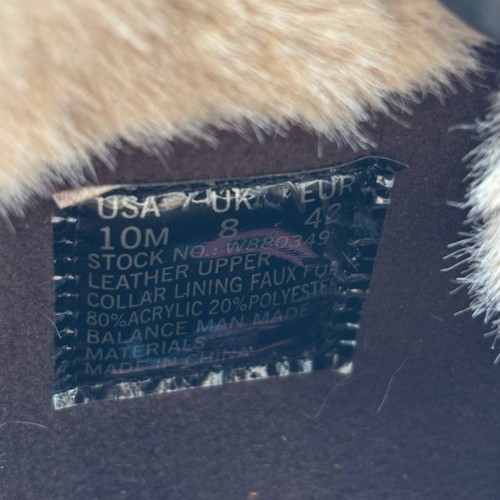 USA UK EUR
10M 8 42
STOCK NO.: W880349
LEATHER UPPER
COLLAR LINING FAUX FUR
80%ACRYLIC 20%POLYESTER
BALANCE MAN MADE
MATERIALS
MADE IN CHINA